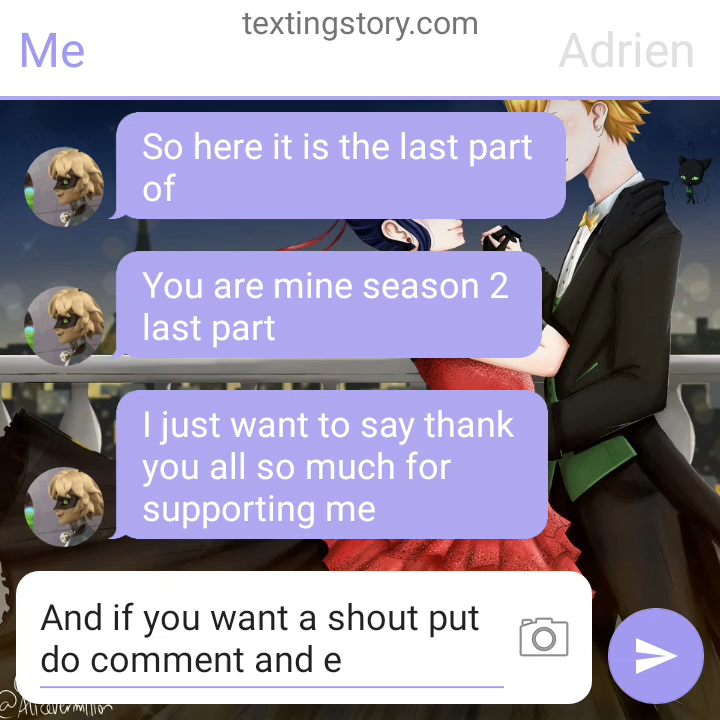 textingstory.com
Me
Adrien
So here it is the last part
of
You are mine season 2
last part
I just want to say thank
you all so much for
supporting me
And if you want a shout put
do comment and e
@Alicevermillion